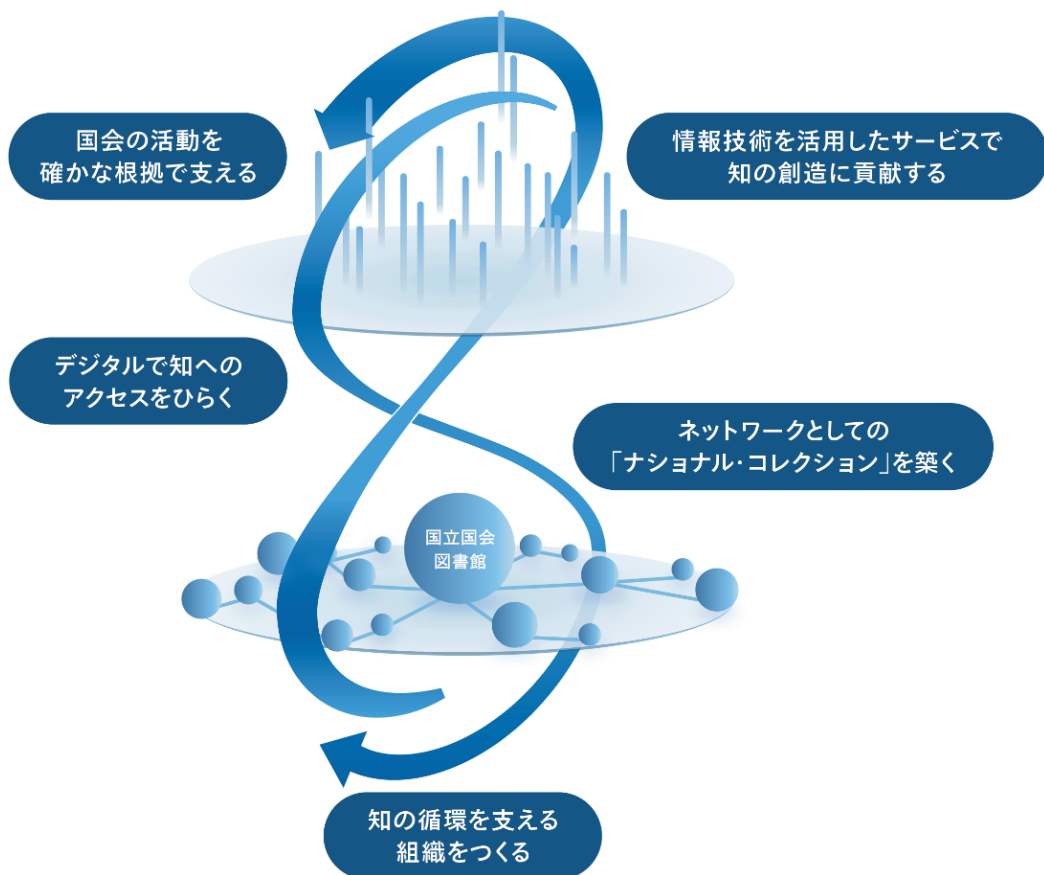 国会の活動を
確かな根拠で支える
情報技術を活用したサービスで
知の創造に貢献する
デジタルで知への
アクセスをひらく
ネットワークとしての
「ナショナル･コレクション」を築く
国立国会
図書館
知の循環を支える
組織をつくる